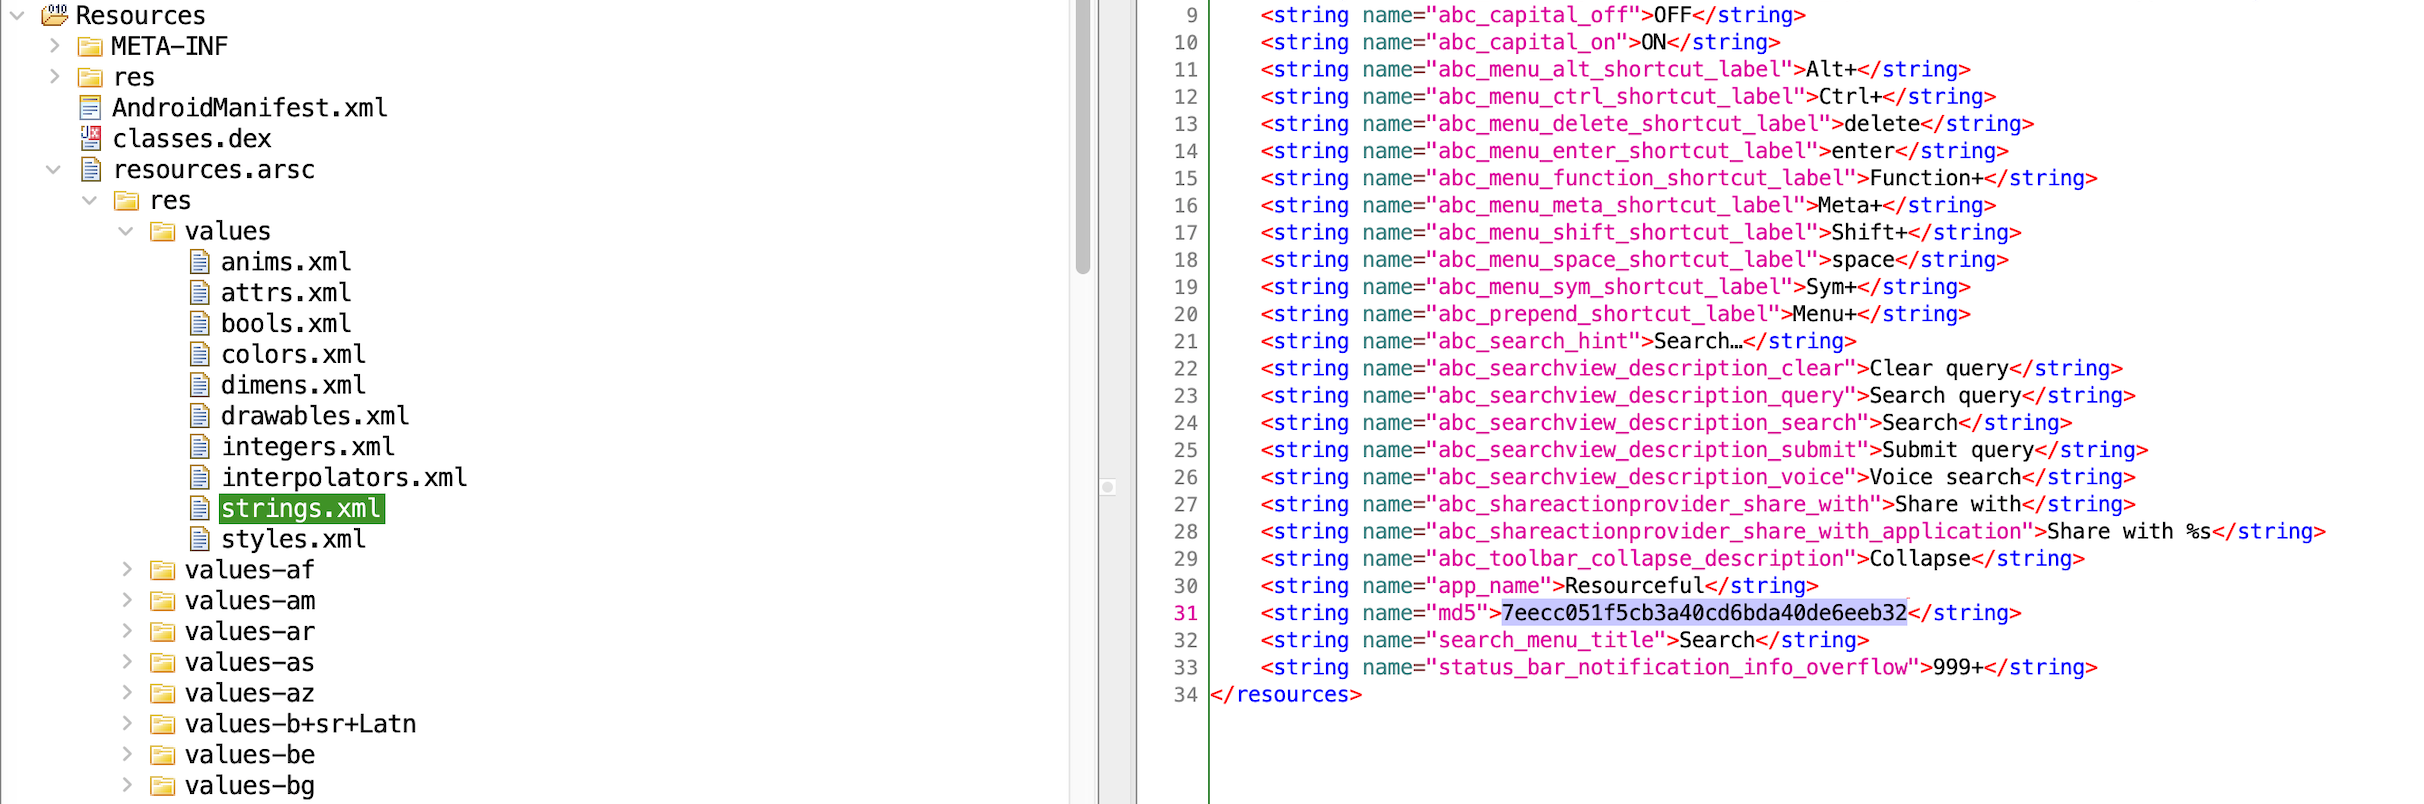 Resources
META-INF
res
AndroidManifest.xml
classes.dex
resources.arsc
res
values
anims.xml
attrs.xml
bools.xml
colors.xml
dimens.xml
drawables.xml
integers.xml
interpolators.xml
strings.xml
styles.xml
values-af
values-am
values-ar
values-as
values-az
values-b+sr+Latn
values-be
values-bg
9 <string name="abc_capital_off">OFF</string>
10 <string name="abc_capital_on">ON</string>
11 <string name="abc_menu_alt_shortcut_label">Alt+</string>
12 <string name="abc_menu_ctrl_shortcut_label">Ctrl+</string>
13 <string name="abc_menu_delete_shortcut_label">delete</string>
14 <string name="abc_menu_enter_shortcut_label">enter</string>
15 <string name="abc_menu_function_shortcut_label">Function+</string>
16 <string name="abc_menu_meta_shortcut_label">Meta+</string>
17 <string name="abc_menu_shift_shortcut_label">Shift+</string>
18 <string name="abc_menu_space_shortcut_label">space</string>
19 <string name="abc_menu_sym_shortcut_label">Sym+</string>
20 <string name="abc_prepend_shortcut_label">Menu+</string>
21 <string name="abc_search_hint">Search…</string>
22 <string name="abc_searchview_description_clear">Clear query</string>
23 <string name="abc_searchview_description_query">Search query</string>
24 <string name="abc_searchview_description_search">Search</string>
25 <string name="abc_searchview_description_submit">Submit query</string>
26 <string name="abc_searchview_description_voice">Voice search</string>
27 <string name="abc_shareactionprovider_share_with">Share with</string>
28 <string name="abc_shareactionprovider_share_with_application">Share with %s</string>
29 <string name="abc_toolbar_collapse_description">Collapse</string>
30 <string name="app_name">Resourceful</string>
31 <string name="md5">7eecc051f5cb3a40cd6bda40de6eeb32</string>
32 <string name="search_menu_title">Search</string>
33 <string name="status_bar_notification_info_overflow">999+</string>
34 </resources>